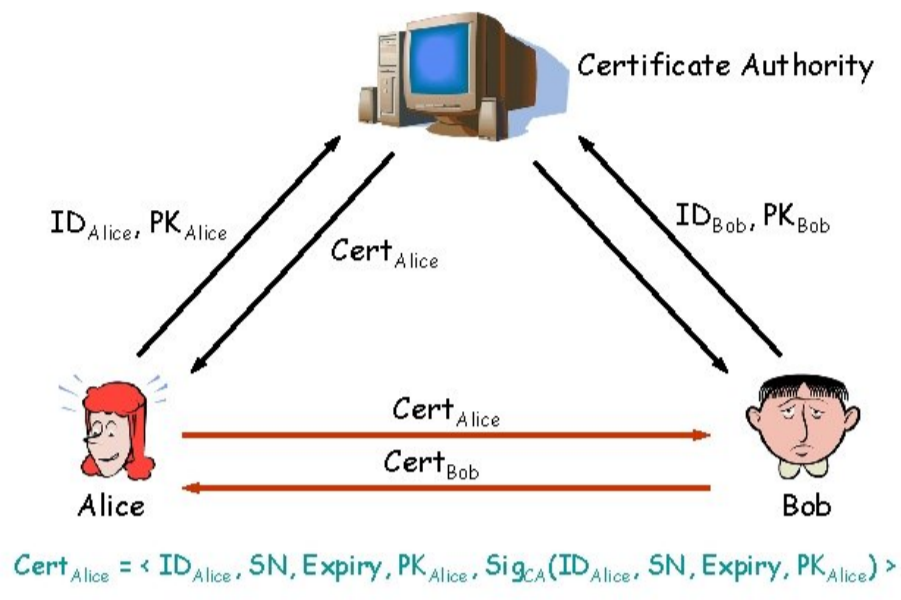 Certificate Authority
ID_Alice, PK_Alice
ID_Bob, PK_Bob
Cert_Alice
Cert_Alice
Cert_Bob
Alice
Bob
Cert_Alice = < ID_Alice, SN, Expiry, PK_Alice, Sig_CA(ID_Alice, SN, Expiry, PK_Alice) >